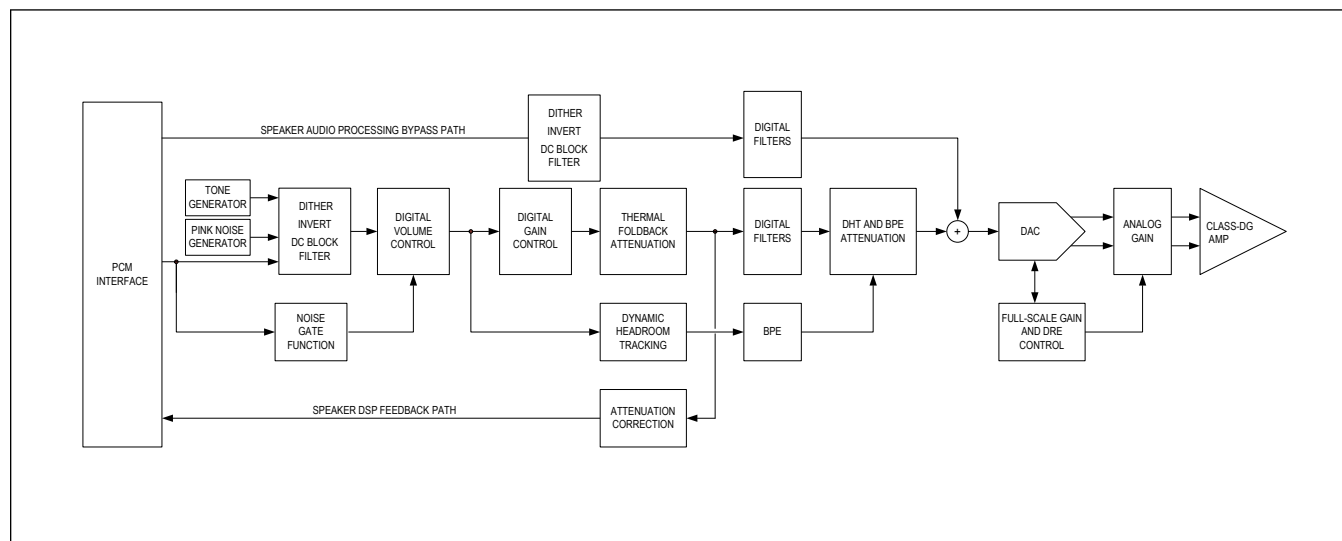 SPEAKER AUDIO PROCESSING BYPASS PATH
DITHER
INVERT
DC BLOCK
FILTER
DIGITAL
FILTERS
TONE
GENERATOR
PINK NOISE
GENERATOR
PCM
INTERFACE
DITHER
INVERT
DC BLOCK
FILTER
DIGITAL
VOLUME
CONTROL
DIGITAL
GAIN
CONTROL
THERMAL
FOLDBACK
ATTENUATION
DIGITAL
FILTERS
DHT AND BPE
ATTENUATION
+
DAC
ANALOG
GAIN
CLASS-DG
AMP
NOISE
GATE
FUNCTION
DYNAMIC
HEADROOM
TRACKING
BPE
FULL-SCALE GAIN
AND DRE
CONTROL
SPEAKER DSP FEEDBACK PATH
ATTENUATION
CORRECTION